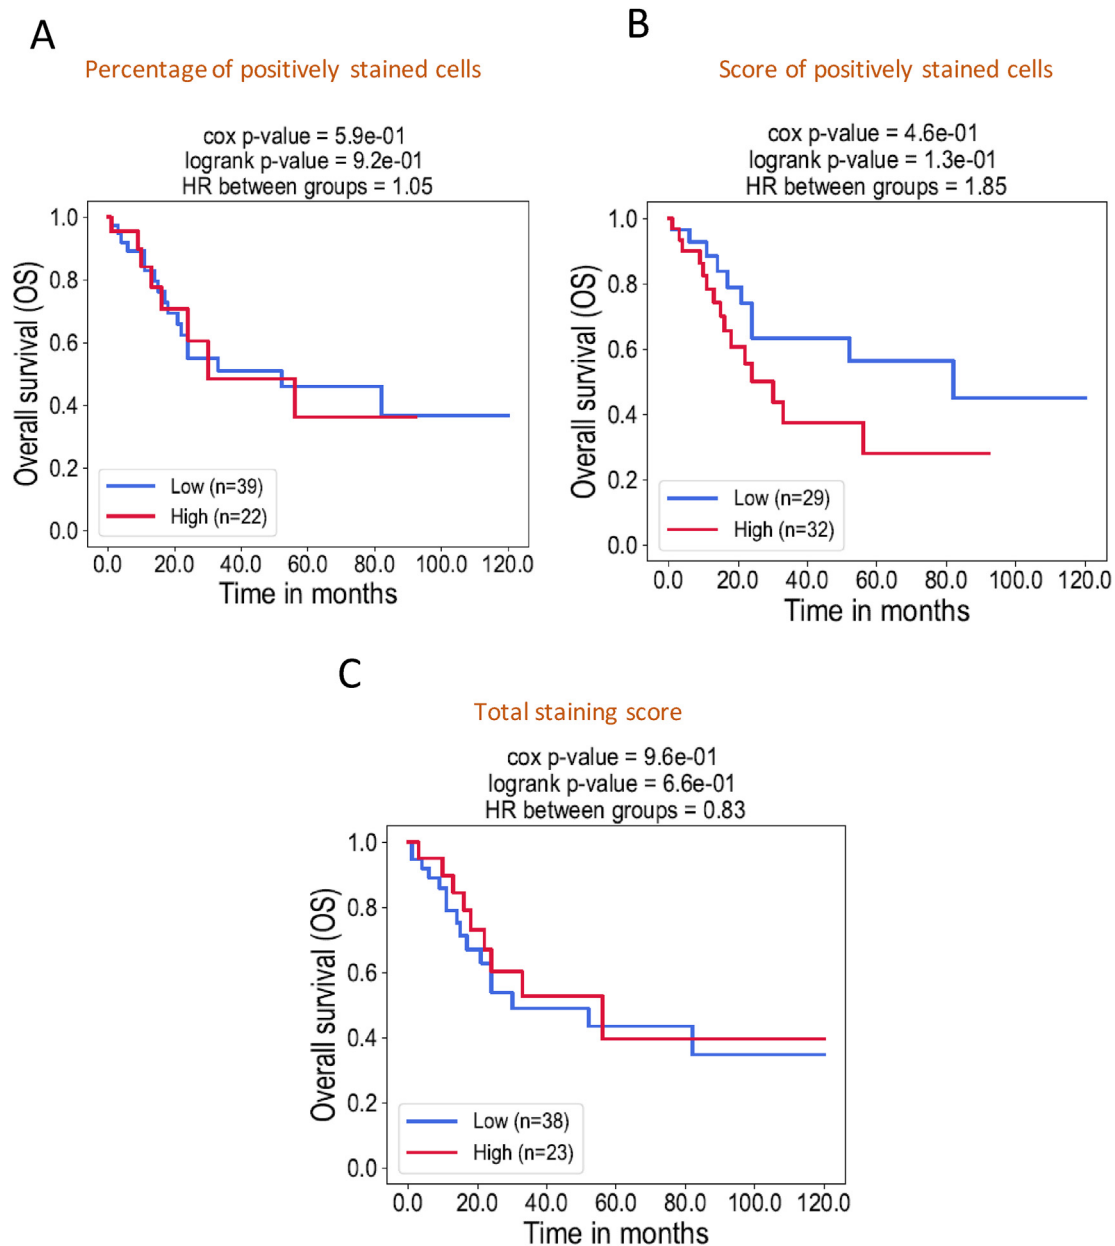 A
Percentage of positively stained cells
cox p-value = 5.9e-01
logrank p-value = 9.2e-01
HR between groups = 1.05
Overall survival (OS)
1.0
0.8
0.6
0.4
0.2
0.0
Low (n=39)
High (n=22)
0.0 20.0 40.0 60.0 80.0 100.0 120.0
Time in months
B
Score of positively stained cells
cox p-value = 4.6e-01
logrank p-value = 1.3e-01
HR between groups = 1.85
Overall survival (OS)
1.0
0.8
0.6
0.4
0.2
0.0
Low (n=29)
High (n=32)
0.0 20.0 40.0 60.0 80.0 100.0 120.0
Time in months
C
Total staining score
cox p-value = 9.6e-01
logrank p-value = 6.6e-01
HR between groups = 0.83
Overall survival (OS)
1.0
0.8
0.6
0.4
0.2
0.0
Low (n=38)
High (n=23)
0.0 20.0 40.0 60.0 80.0 100.0 120.0
Time in months